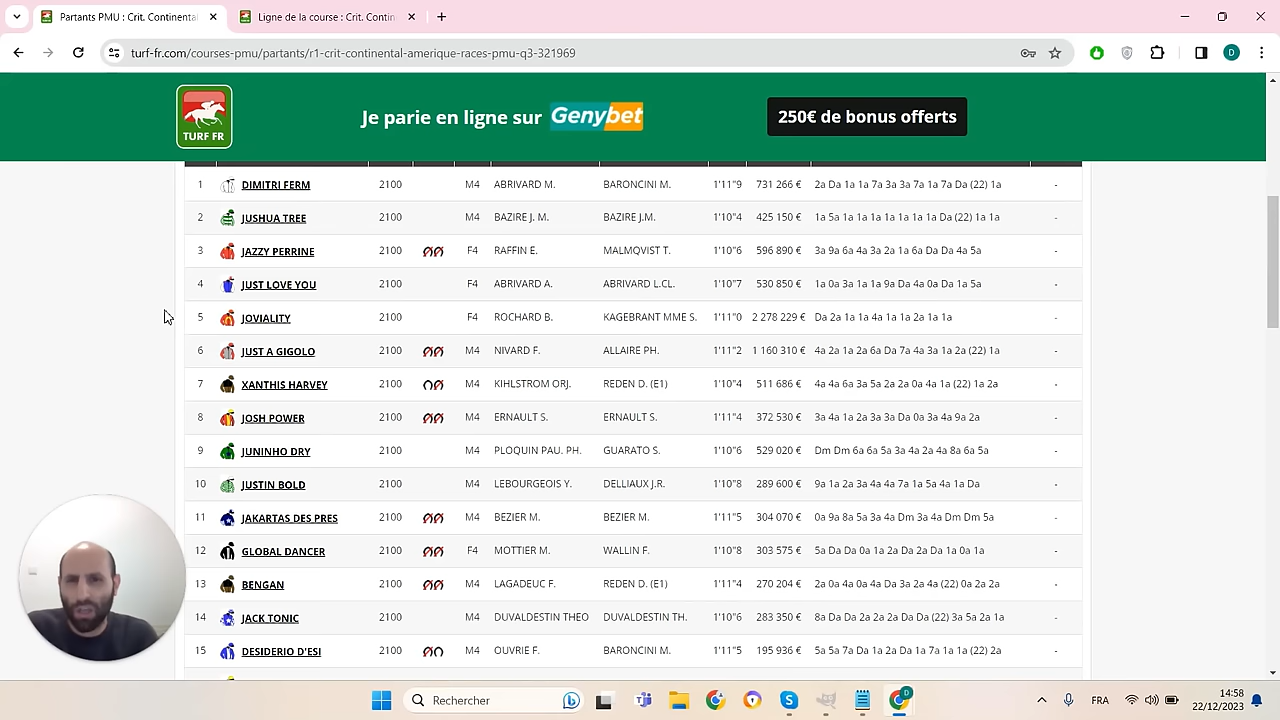 Partants PMU : Crit. Continental
Ligne de la course : Crit. Contin
turf-fr.com/courses-pmu/partants/r1-crit-continental-amerique-races-pmu-q3-321969
D
TURF FR
Je parie en ligne sur Genybet
250€ de bonus offerts
1 DIMITRI FERM 2100 M4 ABRIVARD M. BARONCINI M. 1'11"9 731 266 € 2a Da 1a 1a 7a 3a 3a 7a 1a 7a Da (22) 1a -
2 JUSHUA TREE 2100 M4 BAZIRE J. M. BAZIRE J.M. 1'10"4 425 150 € 1a 5a 1a 1a 1a 1a 1a 1a Da (22) 1a 1a -
3 JAZZY PERRINE 2100 F4 RAFFIN E. MALMQVIST T. 1'10"6 596 890 € 3a 9a 6a 4a 3a 2a 1a 6a Da Da 4a 5a -
4 JUST LOVE YOU 2100 F4 ABRIVARD A. ABRIVARD L.CL. 1'10"7 530 850 € 1a 0a 3a 1a 1a 9a Da 4a 0a Da 1a 5a -
5 JOVIALITY 2100 F4 ROCHARD B. KAGEBRANT MME S. 1'11"0 2 278 229 € Da 2a 1a 1a 4a 1a 1a 2a 1a 1a -
6 JUST A GIGOLO 2100 M4 NIVARD F. ALLAIRE PH. 1'11"2 1 160 310 € 4a 2a 1a 2a 6a Da 7a 4a 3a 1a 2a (22) 1a -
7 XANTHIS HARVEY 2100 M4 KIHLSTROM ORJ. REDEN D. (E1) 1'10"4 511 686 € 4a 4a 6a 3a 5a 2a 2a 0a 4a 1a (22) 1a 2a -
8 JOSH POWER 2100 M4 ERNAULT S. ERNAULT S. 1'11"4 372 530 € 3a 4a 1a 2a 3a 3a Da 0a 3a 4a 9a 2a -
9 JUNINHO DRY 2100 M4 PLOQUIN PAU. PH. GUARATO S. 1'10"6 529 020 € Dm Dm 6a 6a 5a 3a 4a 2a 4a 8a 6a 5a -
10 JUSTIN BOLD 2100 M4 LEBOURGEOIS Y. DELLIAUX J.R. 1'10"8 289 600 € 9a 1a 2a 3a 4a 4a 7a 1a 5a 4a 1a Da -
11 JAKARTAS DES PRES 2100 M4 BEZIER M. BEZIER M. 1'11"5 304 070 € 0a 9a 8a 5a 3a 4a Dm 3a 4a Dm Dm 5a -
12 GLOBAL DANCER 2100 F4 MOTTIER M. WALLIN F. 1'10"8 303 575 € 5a Da Da 0a 1a 2a Da 2a Da 1a 0a 1a -
13 BENGAN 2100 M4 LAGADEUC F. REDEN D. (E1) 1'11"4 270 204 € 2a 0a 4a 0a 4a Da 3a 2a 4a (22) 0a 2a 2a -
14 JACK TONIC 2100 M4 DUVALDESTIN THEO DUVALDESTIN TH. 1'10"6 283 350 € 8a Da Da 2a 2a 2a Da Da (22) 3a 5a 2a 1a -
15 DESIDERIO D'ESI 2100 M4 OUVRIE F. BARONCINI M. 1'11"5 195 936 € 5a 5a 7a Da 1a 2a Da 1a 7a 1a 1a (22) 2a -
Rechercher
FRA
14:58
22/12/2023